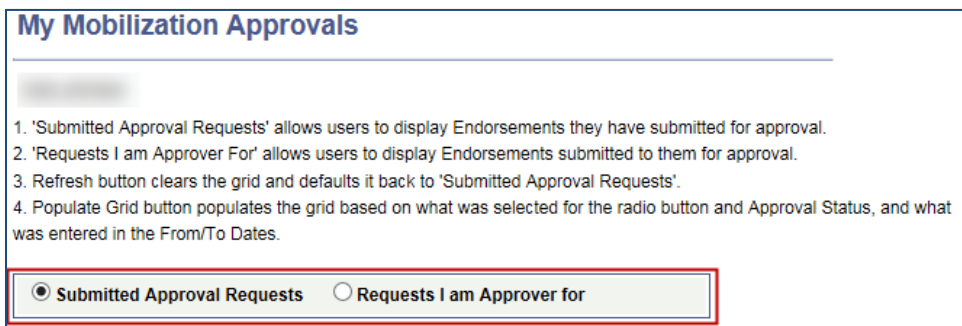 My Mobilization Approvals
1. 'Submitted Approval Requests' allows users to display Endorsements they have submitted for approval.
2. 'Requests I am Approver For' allows users to display Endorsements submitted to them for approval.
3. Refresh button clears the grid and defaults it back to 'Submitted Approval Requests'.
4. Populate Grid button populates the grid based on what was selected for the radio button and Approval Status, and what
was entered in the From/To Dates.
Submitted Approval Requests Requests I am Approver for